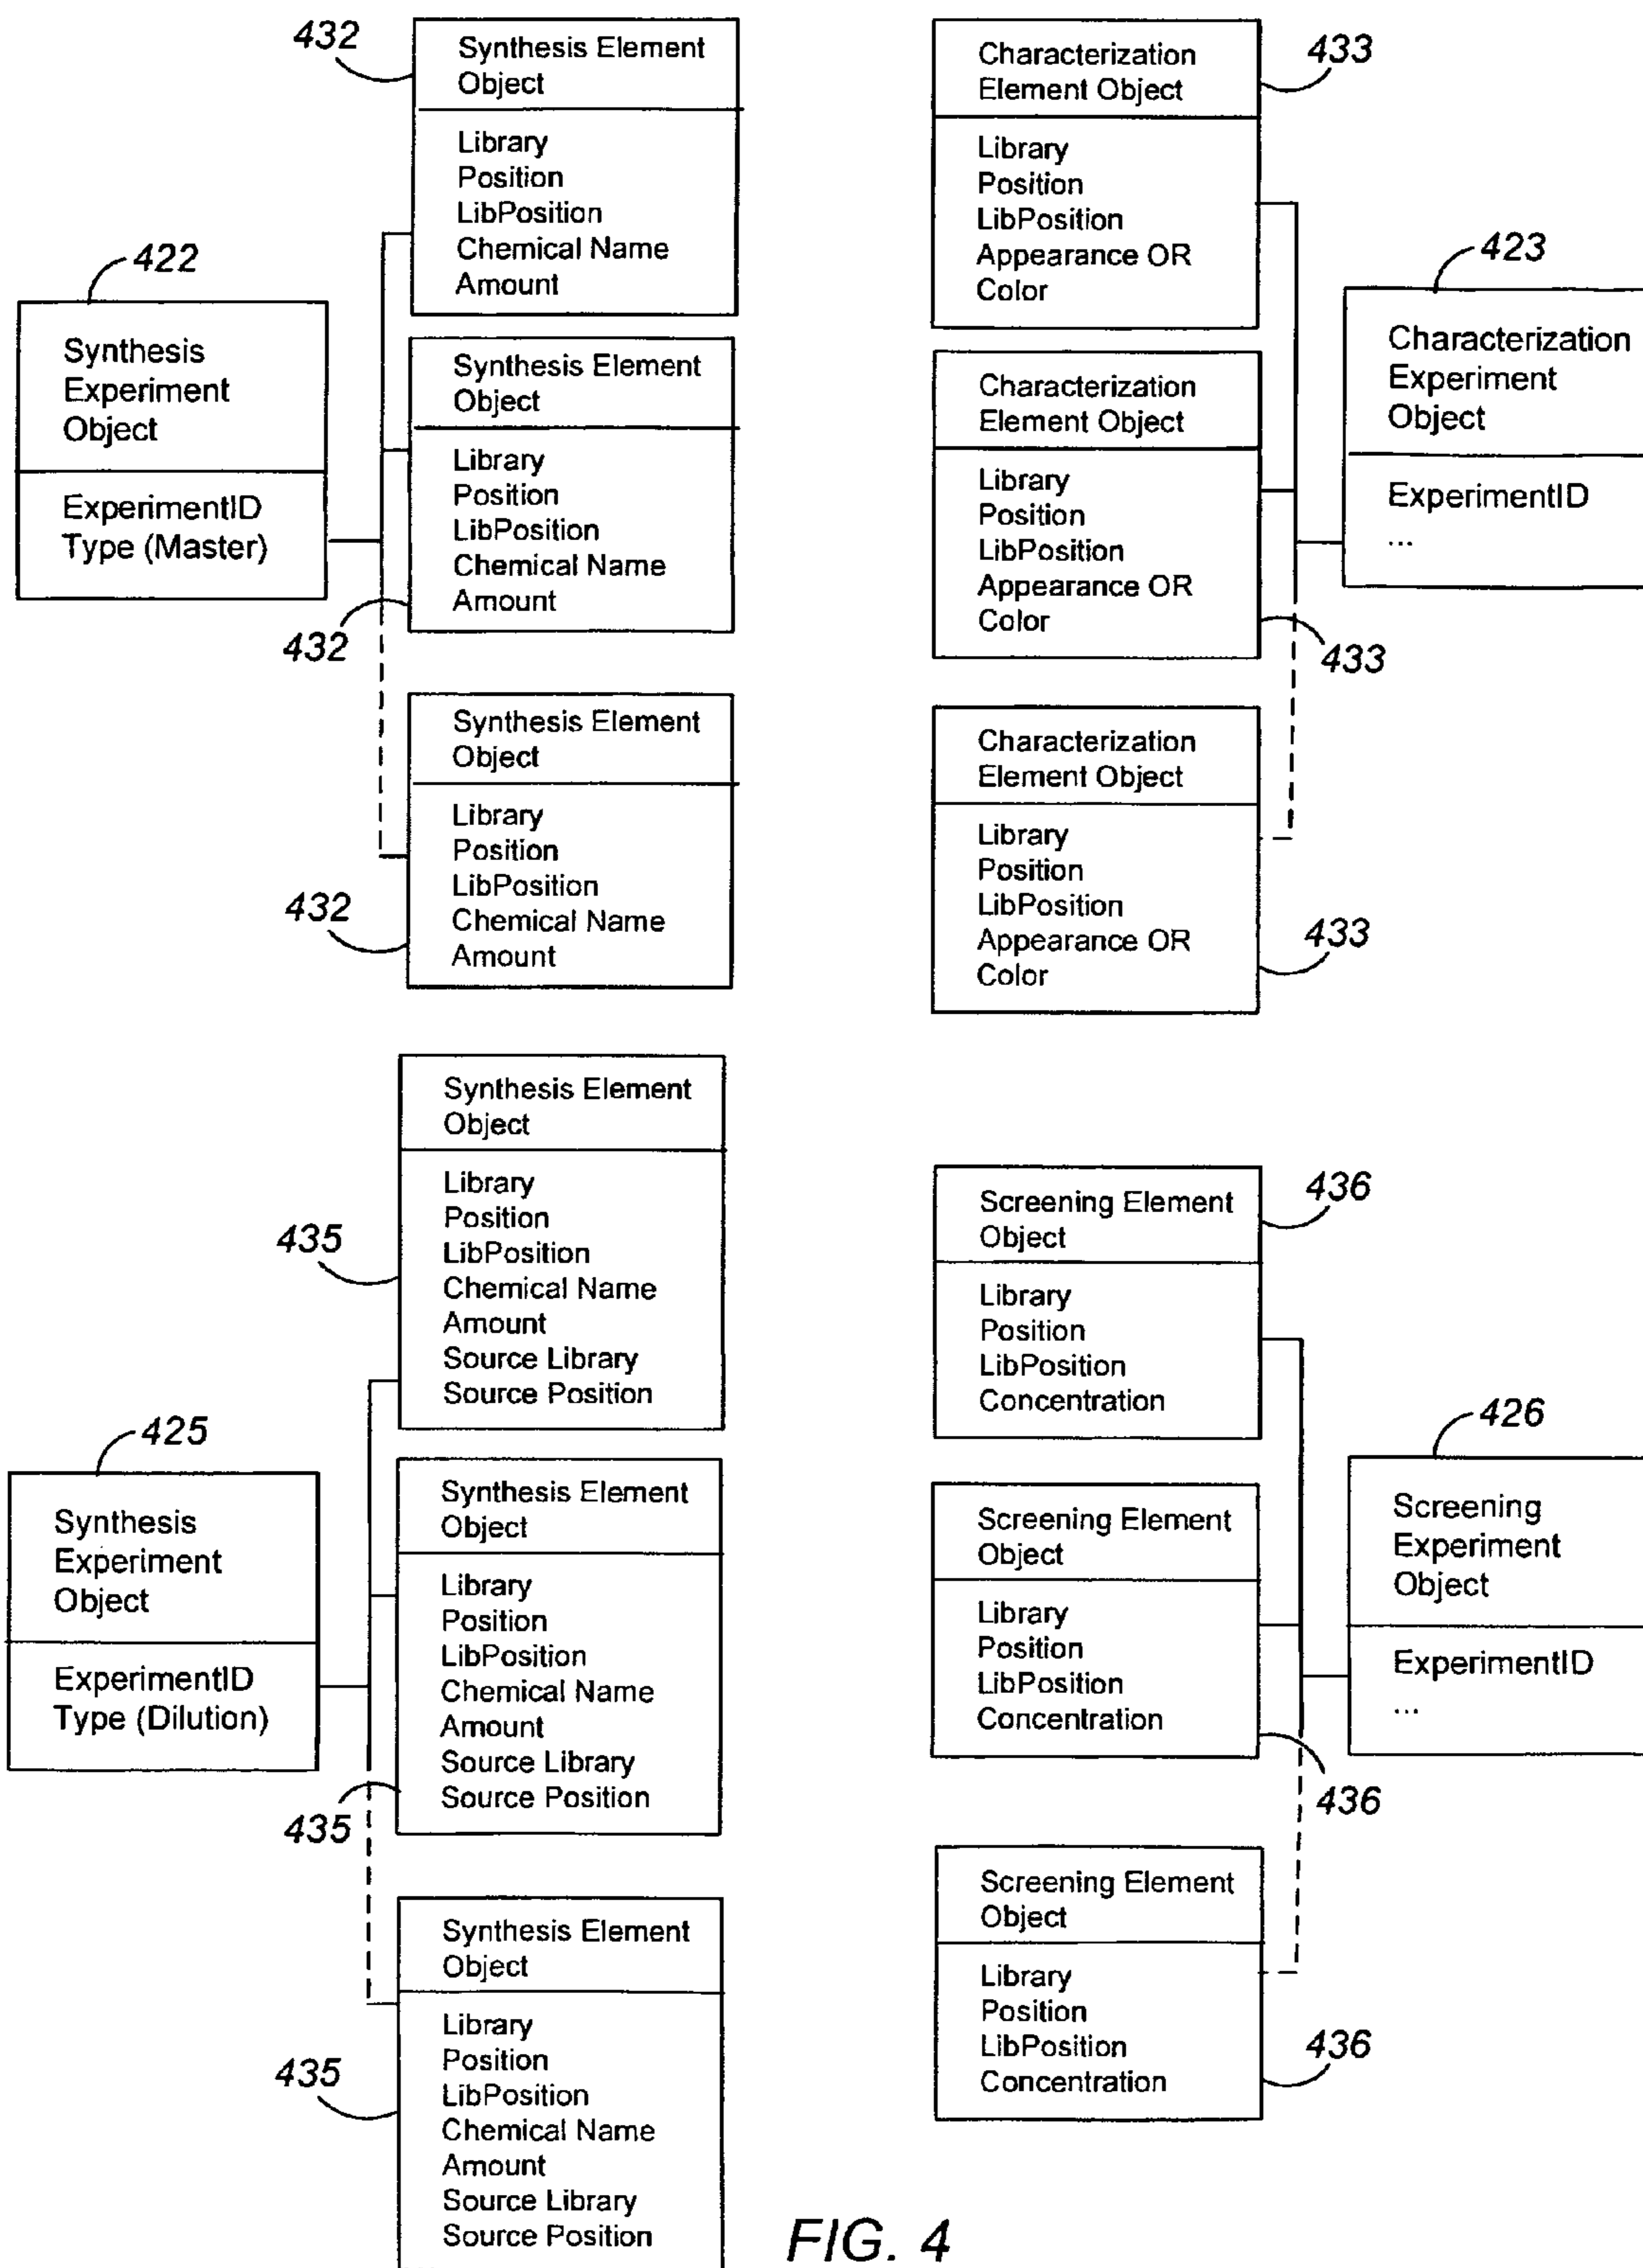 432
Synthesis Element
Object
Library
Position
LibPosition
Chemical Name
Amount
422
Synthesis
Experiment
Object
ExperimentID
Type (Master)
Synthesis Element
Object
Library
Position
LibPosition
Chemical Name
Amount
432
Synthesis Element
Object
Library
Position
LibPosition
Chemical Name
Amount
432
Characterization
Element Object
433
Library
Position
LibPosition
Appearance OR
Color
423
Characterization
Experiment
Object
ExperimentID
...
Characterization
Element Object
Library
Position
LibPosition
Appearance OR
Color
433
Characterization
Element Object
Library
Position
LibPosition
Appearance OR
Color
433
Synthesis Element
Object
Library
Position
LibPosition
Chemical Name
Amount
Source Library
Source Position
435
425
Synthesis
Experiment
Object
ExperimentID
Type (Dilution)
Synthesis Element
Object
Library
Position
LibPosition
Chemical Name
Amount
Source Library
Source Position
435
Synthesis Element
Object
Library
Position
LibPosition
Chemical Name
Amount
Source Library
Source Position
435
Screening Element
Object
436
Library
Position
LibPosition
Concentration
426
Screening
Experiment
Object
ExperimentID
...
Screening Element
Object
Library
Position
LibPosition
Concentration
436
Screening Element
Object
Library
Position
LibPosition
Concentration
436
FIG. 4